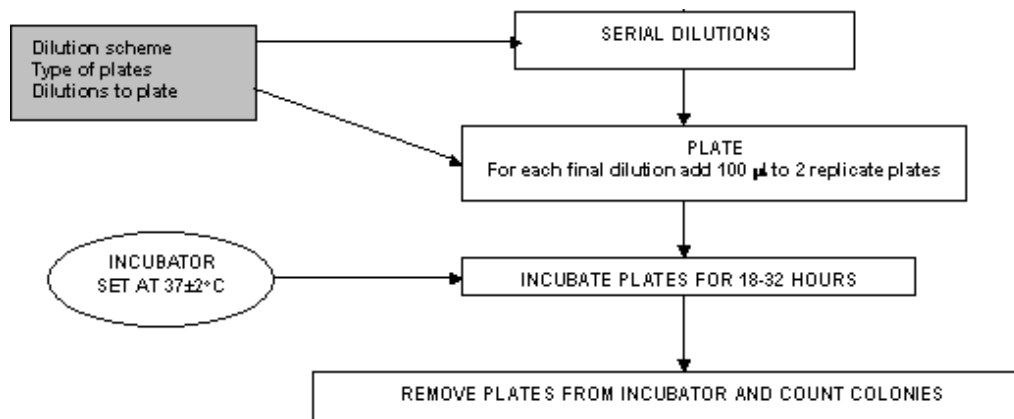 SERIAL DILUTIONS
Dilution scheme
Type of plates
Dilutions to plate
PLATE
For each final dilution add 100 µl to 2 replicate plates
INCUBATOR
SET AT 37±2°C
INCUBATE PLATES FOR 18-32 HOURS
REMOVE PLATES FROM INCUBATOR AND COUNT COLONIES